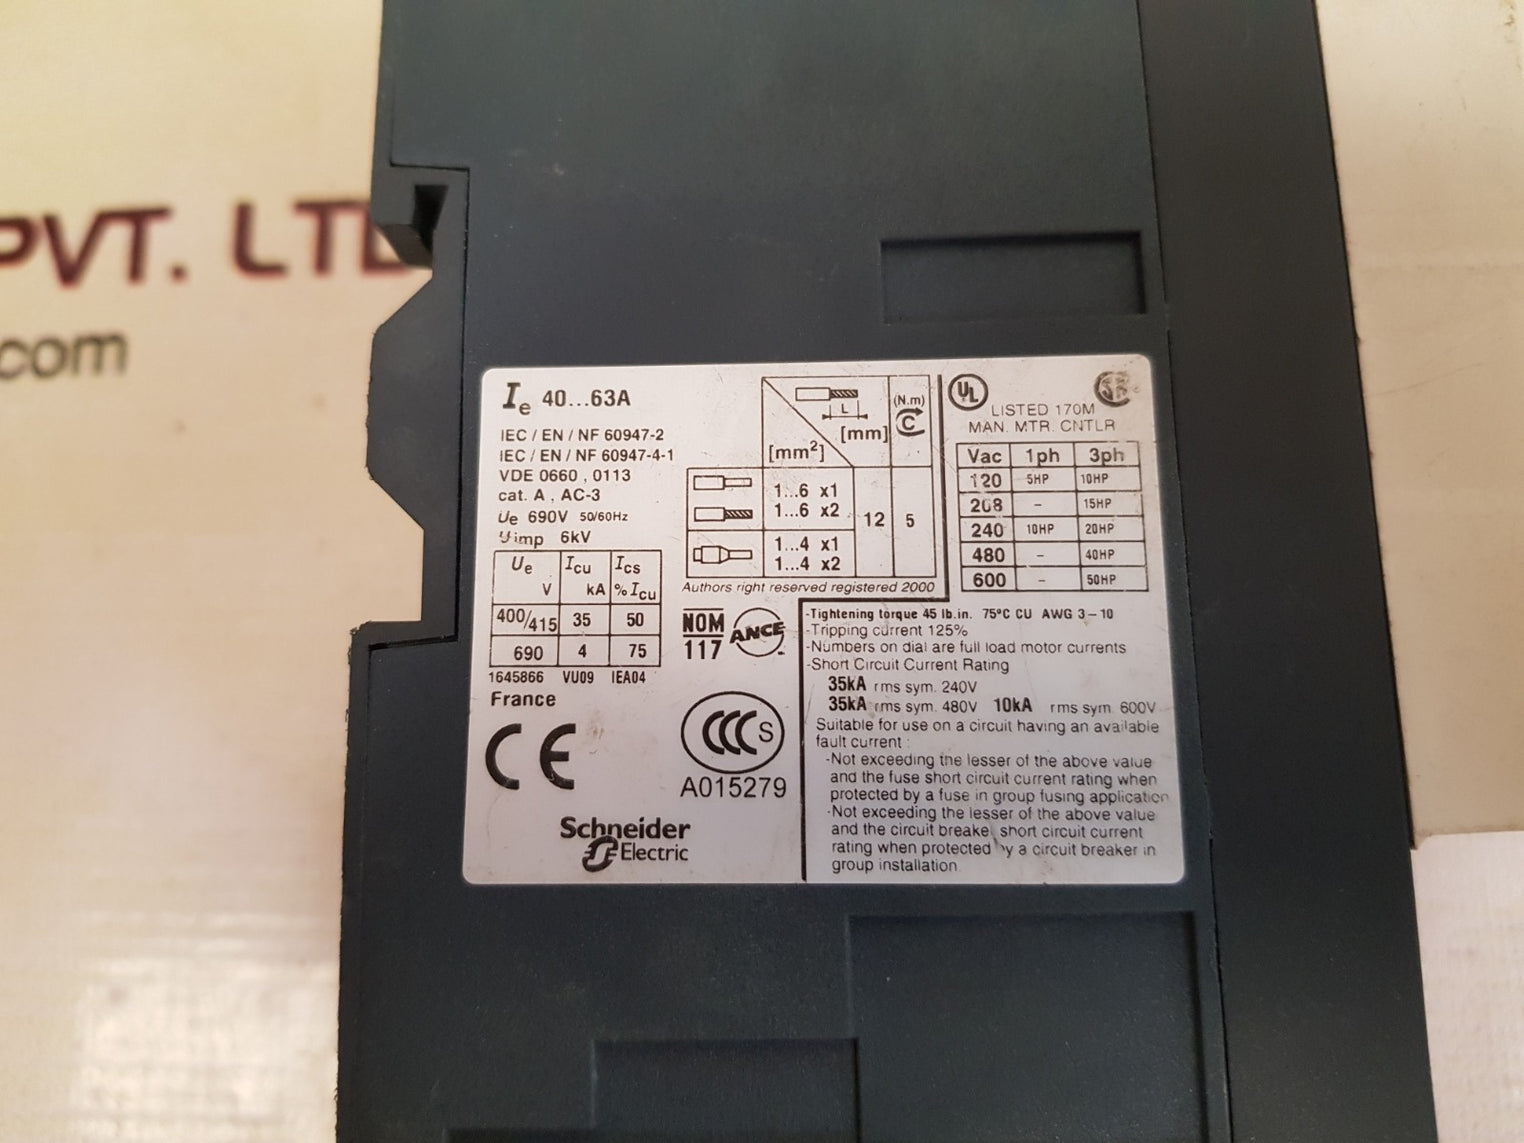 PVT. LTD
.com
Ie 40...63A
IEC / EN / NF 60947-2
IEC / EN / NF 60947-4-1
VDE 0660 , 0113
cat. A , AC-3
Ue 690V 50/60Hz
Uimp 6kV
Ue V Icu kA Ics % Icu
400/415 35 50
690 4 75
1645866 VU09 IEA04
France
CE
L
[mm]
[mm2]
(N.m)
C
1...6 x1
1...6 x2
12 5
1...4 x1
1...4 x2
Authors right reserved registered 2000
NOM
117
ANCE
CCC S
A015279
Schneider
Electric
UL
LISTED 170M
MAN. MTR. CNTLR
Vac 1ph 3ph
120 5HP 10HP
208 - 15HP
240 10HP 20HP
480 - 40HP
600 - 50HP
-Tightening torque 45 lb.in. 75°C CU AWG 3 - 10
-Tripping current 125%
-Numbers on dial are full load motor currents
-Short Circuit Current Rating
35kA rms sym. 240V
35kA rms sym. 480V 10kA rms sym. 600V
Suitable for use on a circuit having an available
fault current :
-Not exceeding the lesser of the above value
and the fuse short circuit current rating when
protected by a fuse in group fusing application
-Not exceeding the lesser of the above value
and the circuit breaker short circuit current
rating when protected by a circuit breaker in
group installation.